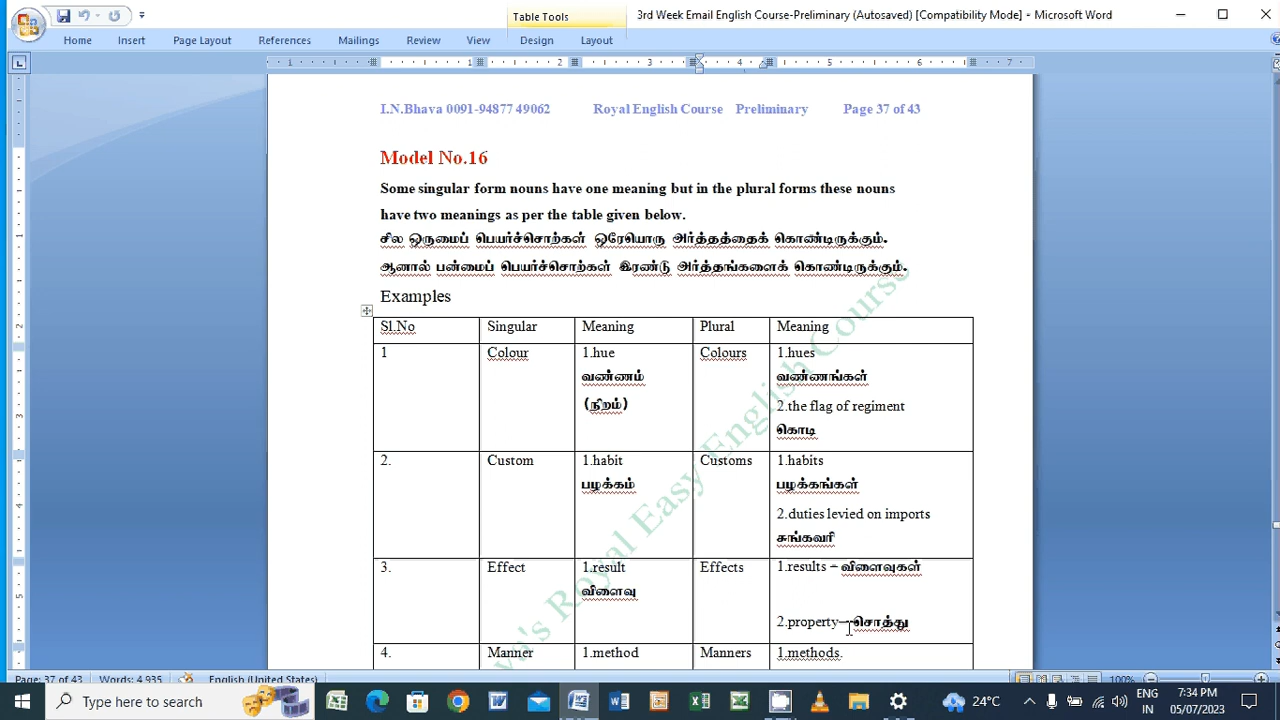 Table Tools
3rd Week Email English Course-Preliminary (Autosaved) [Compatibility Mode] - Microsoft Word
Home Insert Page Layout References Mailings Review View Design Layout
I.N.Bhava 0091-94877 49062 Royal English Course Preliminary Page 37 of 43
Model No.16
Some singular form nouns have one meaning but in the plural forms these nouns
have two meanings as per the table given below.
சில ஒருமைப் பெயர்ச்சொற்கள் ஒரேயொரு அர்த்தத்தைக் கொண்டிருக்கும்.
ஆனால் பன்மைப் பெயர்ச்சொற்கள் இரண்டு அர்த்தங்களைக் கொண்டிருக்கும்.
Examples
Sl.No Singular Meaning Plural Meaning
1 Colour 1.hue Colours 1.hues
வண்ணம் வண்ணங்கள்
(நிறம்) 2.the flag of regiment
கொடி
2. Custom 1.habit Customs 1.habits
பழக்கம் பழக்கங்கள்
2.duties levied on imports
சுங்கவரி
3. Effect 1.result Effects 1.results – விளைவுகள்
விளைவு
2.property–சொத்து
4. Manner 1.method Manners 1.methods.
va's Royal Easy English Course
Page: 37 of 43 Words: 4,935 English (United States) 100%
Type here to search
24°C
ENG 7:34 PM
IN 05/07/2023